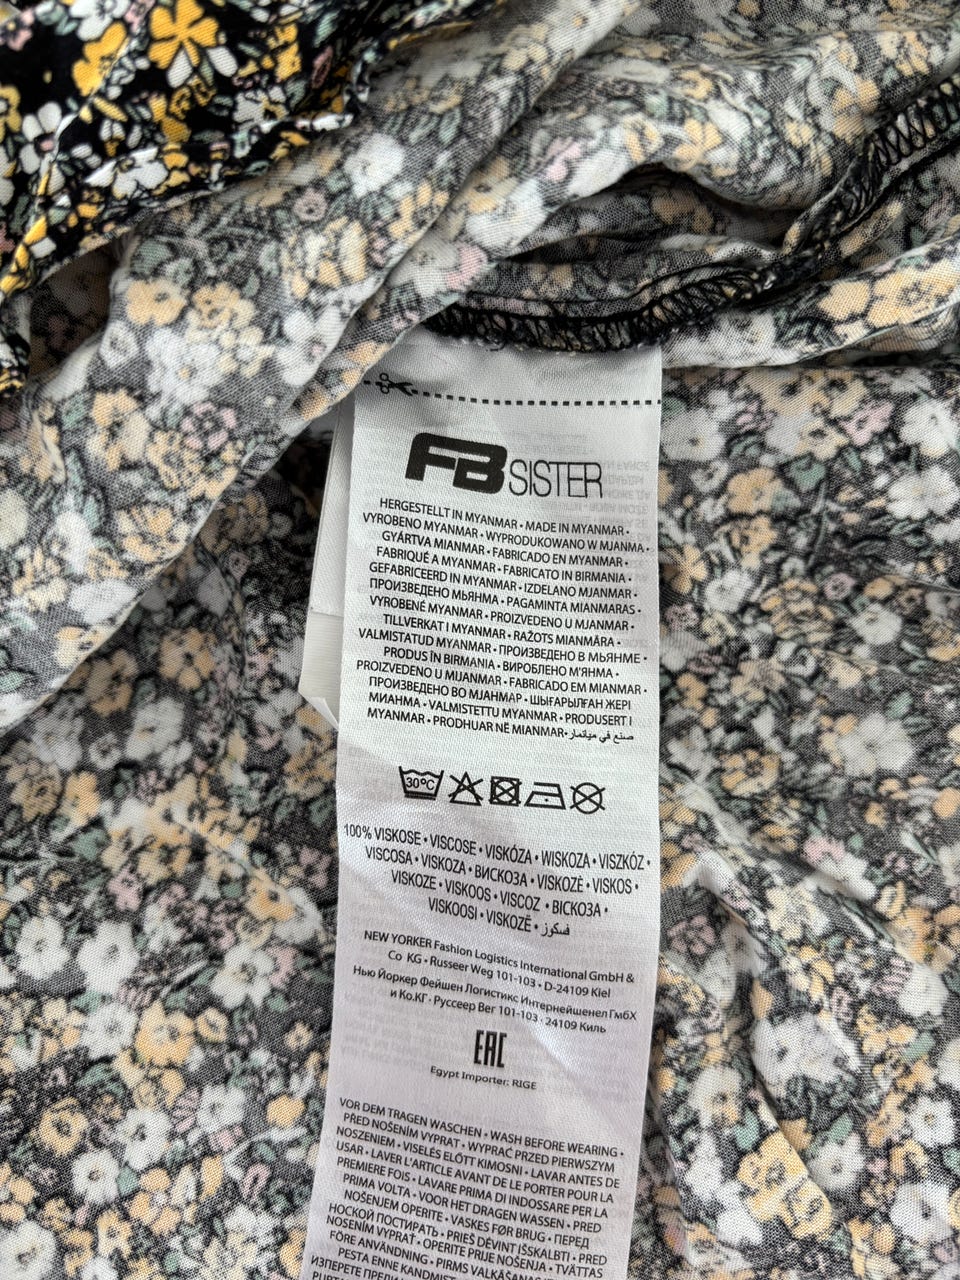 FB SISTER
HERGESTELLT IN MYANMAR • MADE IN MYANMAR •
VYROBENO MYANMAR • WYPRODUKOWANO W MJANMA •
GYÁRTVA MIANMAR • FABRICADO EN MYANMAR •
FABRIQUÉ A MYANMAR • FABRICATO IN BIRMANIA •
GEFABRICEERD IN MYANMAR • IZDELANO MJANMAR •
ПРОИЗВЕДЕНО МЬЯНМА • PAGAMINTA MIANMARAS •
VYROBENÉ MYANMAR • PROIZVEDENO U MJANMAR •
TILLVERKAT I MYANMAR • RAŽOTS MIANMĀRA •
VALMISTATUD MYANMAR • ПРОИЗВЕДЕНО В МЬЯНМЕ •
PRODUS ÎN BIRMANIA • ВИРОБЛЕНО М'ЯНМА •
PROIZVEDENO U MIJANMAR • FABRICADO EM MIANMAR •
ПРОИЗВЕДЕНО ВО МЈАНМАР • ШЫҒАРЫЛҒАН ЖЕРІ
МИАНМА • VALMISTETTU MYANMAR • PRODUSERT I
MYANMAR • PRODHUAR NË MIANMAR • صنع في ميانمار
30°C
100% VISKOSE • VISCOSE • VISKÓZA • WISKOZA • VISZKÓZ •
VISCOSA • VISKOZA • ВИСКОЗА • VISKOZĖ • VISKOS •
VISKOZE • VISKOOS • VISCOZ • ВІСКОЗА •
VISKOOSI • VISKOZË • فسكوز
NEW YORKER Fashion Logistics International GmbH &
Co KG • Russeer Weg 101-103 • D-24109 Kiel
Нью Йоркер Фейшен Логистикс Интернейшенел ГмбХ
и Ко.КГ • Руссеер Вег 101-103 • 24109 Киль
EAC
Egypt Importer: RIGE
VOR DEM TRAGEN WASCHEN • WASH BEFORE WEARING •
PŘED NOŠENÍM VYPRAT • WYPRAĆ PRZED PIERWSZYM
NOSZENIEM • VISELÉS ELŐTT KIMOSNI • LAVAR ANTES DE
USAR • LAVER L'ARTICLE AVANT DE LE PORTER POUR LA
PREMIERE FOIS • LAVARE PRIMA DI INDOSSARE PER LA
PRIMA VOLTA • VOOR HET DRAGEN WASSEN • PRED
NOŠENJEM OPERITE • VASKES FØR BRUG • ПЕРЕД
НОСКОЙ ПОСТИРАТЬ • PRIEŠ DĖVINT IŠSKALBTI • PRED
NOSENÍM VYPRAŤ • OPERITE PRIJE NOŠENJA • TVÄTTAS
FÖRE ANVÄNDNING • PIRMS VALKĀŠANAS
PESTA ENNE KANDMIST
ИЗПЕРЕТЕ